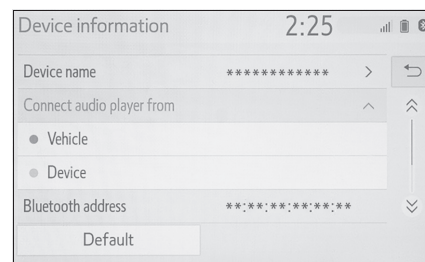 Device information 2:25
Device name ************
Connect audio player from
Vehicle
Device
Bluetooth address **:**:**:**:**:**
Default